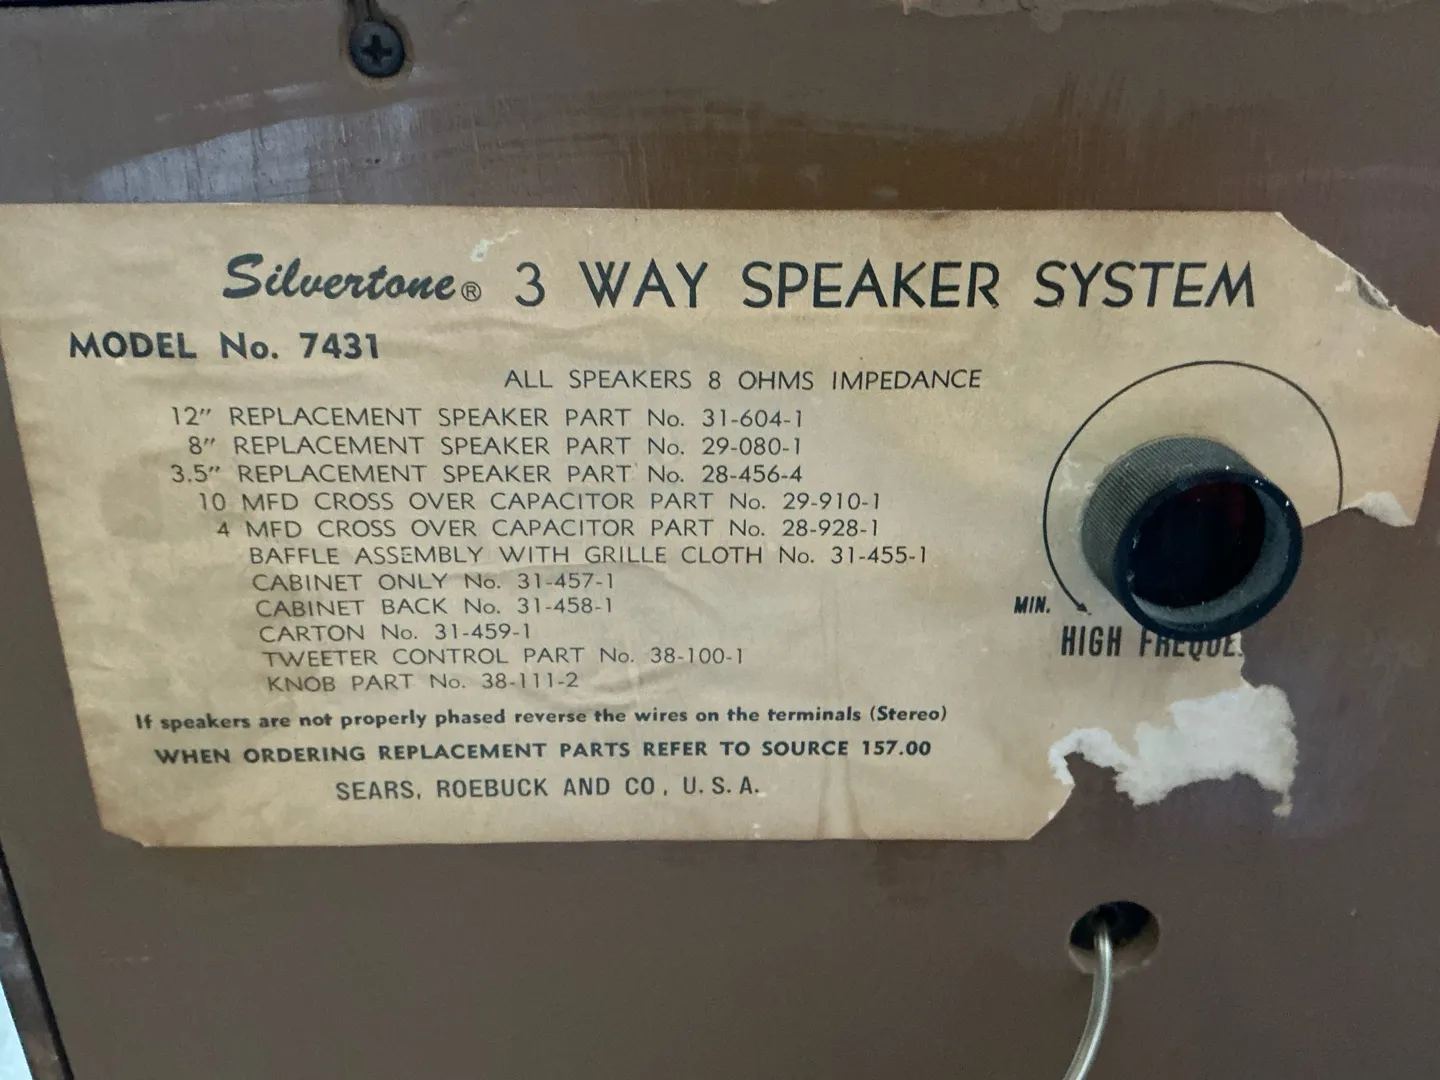 Silvertone® 3 WAY SPEAKER SYSTEM
MODEL No. 7431
ALL SPEAKERS 8 OHMS IMPEDANCE
12" REPLACEMENT SPEAKER PART No. 31-604-1
8" REPLACEMENT SPEAKER PART No. 29-080-1
3.5" REPLACEMENT SPEAKER PART No. 28-456-4
10 MFD CROSS OVER CAPACITOR PART No. 29-910-1
4 MFD CROSS OVER CAPACITOR PART No. 28-928-1
BAFFLE ASSEMBLY WITH GRILLE CLOTH No. 31-455-1
CABINET ONLY No. 31-457-1
CABINET BACK No. 31-458-1
CARTON No. 31-459-1
TWEETER CONTROL PART No. 38-100-1
KNOB PART No. 38-111-2
If speakers are not properly phased reverse the wires on the terminals (Stereo)
WHEN ORDERING REPLACEMENT PARTS REFER TO SOURCE 157.00
SEARS, ROEBUCK AND CO., U.S.A.
MIN.
HIGH